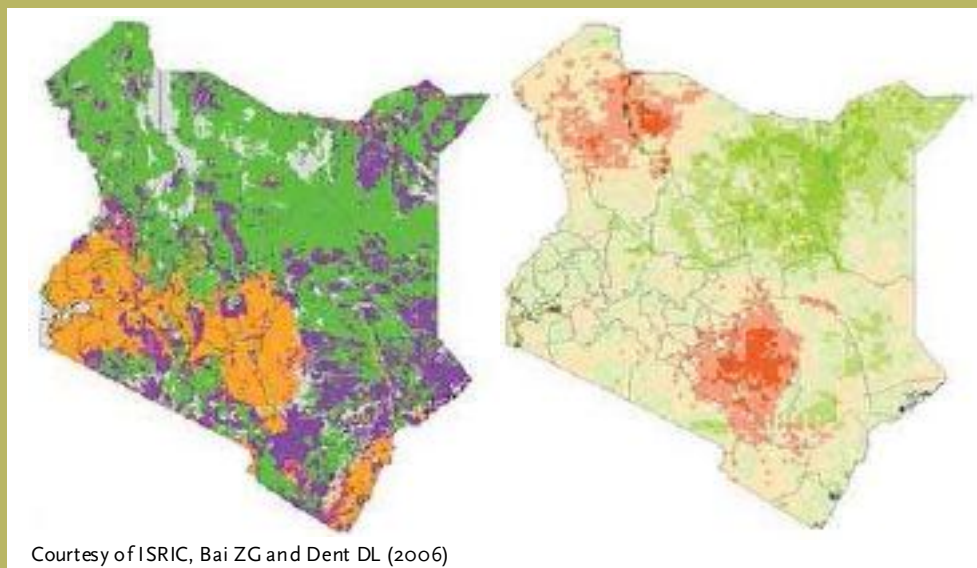 Courtesy of ISRIC, Bai ZG and Dent DL (2006)